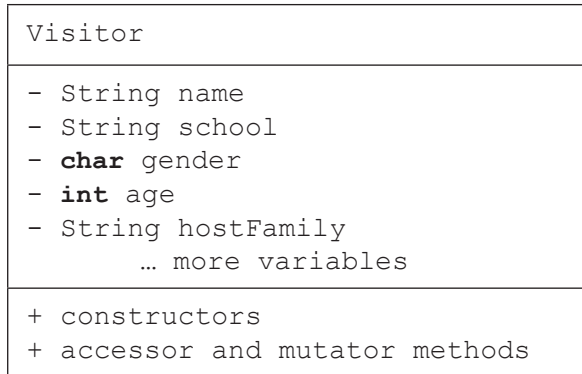 Visitor
- String name
- String school
- char gender
- int age
- String hostFamily
… more variables
+ constructors
+ accessor and mutator methods